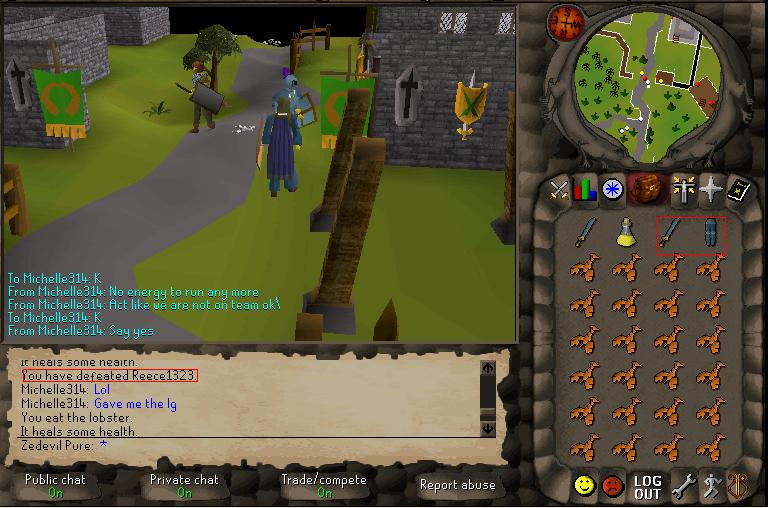 To Michelle314: K
From Michelle314: No energy to run any more
From Michelle314: Act like we are not on team ok\
To Michelle314: K
From Michelle314: Say yes
It heals some health.
You have defeated Reece1323.
Michelle314: Lol
Michelle314: Gave me the lg
You eat the lobster.
It heals some health.
Zedevil Pure: *
Public chat
On
Private chat
On
Trade/compete
On
Report abuse
LOG
OUT